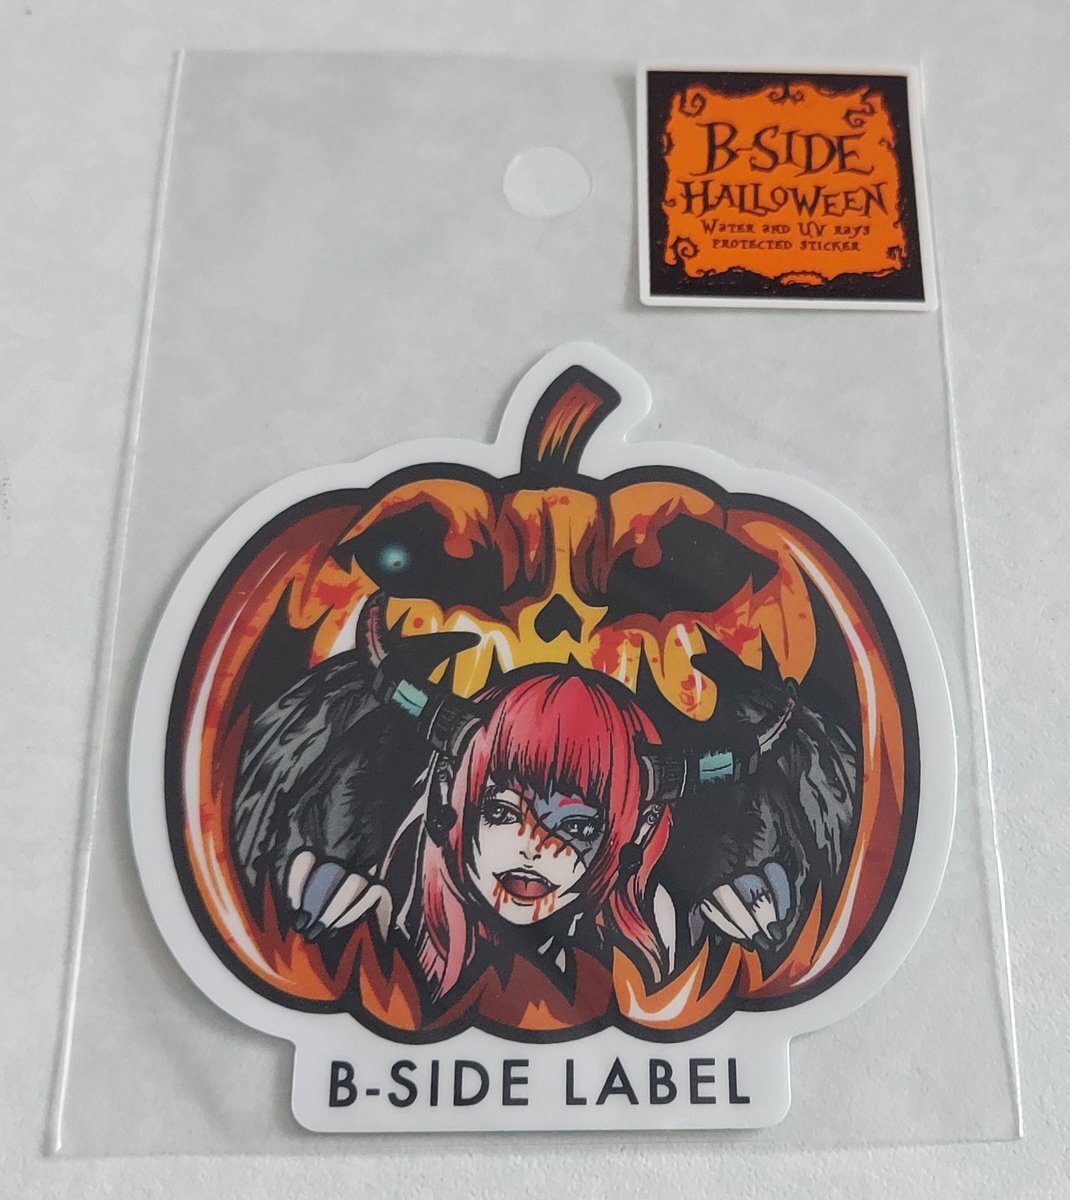 B-SIDE
HALLOWEEN
WATER AND UV RAYS
PROTECTED STICKER
B-SIDE LABEL